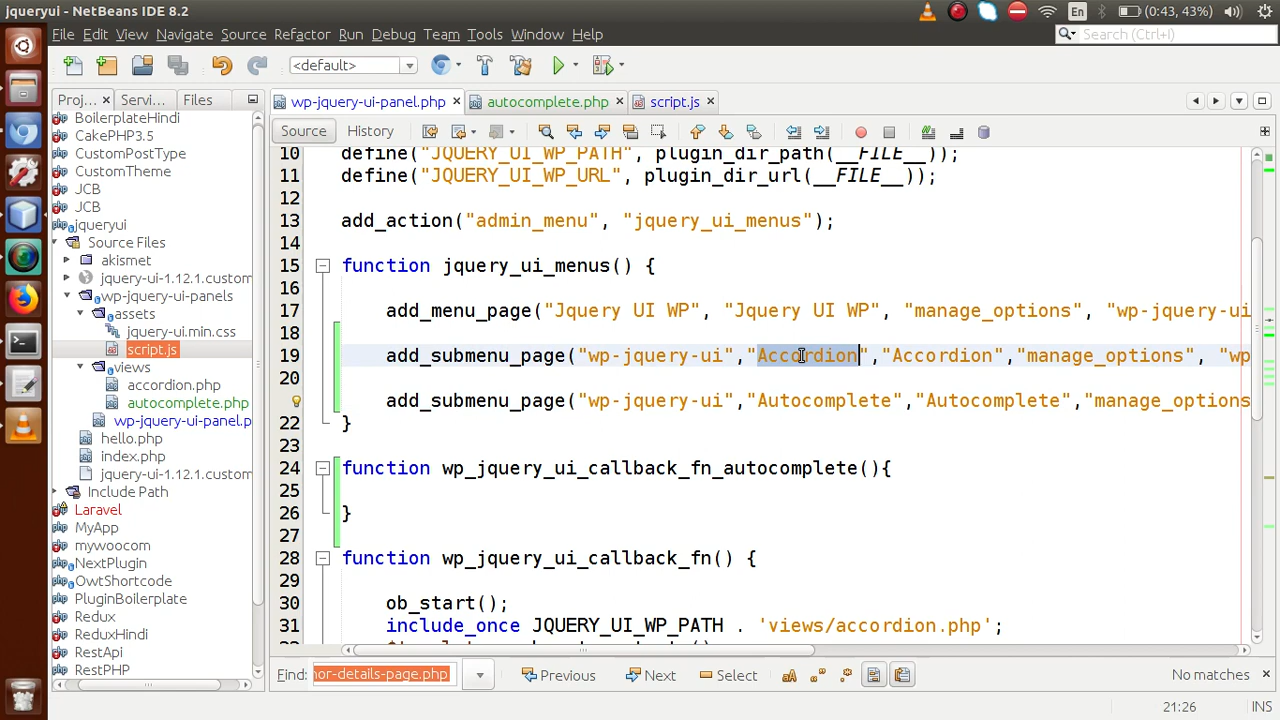 jqueryui - NetBeans IDE 8.2
En
(0:43, 43%)
File Edit View Navigate Source Refactor Run Debug Team Tools Window Help
Search (Ctrl+I)
<default>
Proj... Servi... Files
wp-jquery-ui-panel.php autocomplete.php script.js
Source History
BoilerplateHindi
CakePHP3.5
CustomPostType
CustomTheme
JCB
JCB
jqueryui
Source Files
akismet
jquery-ui-1.12.1.custom
wp-jquery-ui-panels
assets
jquery-ui.min.css
script.js
views
accordion.php
autocomplete.php
wp-jquery-ui-panel.p
hello.php
index.php
jquery-ui-1.12.1.custom
Include Path
Laravel
MyApp
mywoocom
NextPlugin
OwtShortcode
PluginBoilerplate
Redux
ReduxHindi
RestApi
RestPHP
10 define("JQUERY_UI_WP_PATH", plugin_dir_path(__FILE__));
11 define("JQUERY_UI_WP_URL", plugin_dir_url(__FILE__));
12
13 add_action("admin_menu", "jquery_ui_menus");
14
15 function jquery_ui_menus() {
16
17 add_menu_page("Jquery UI WP", "Jquery UI WP", "manage_options", "wp-jquery-ui
18
19 add_submenu_page("wp-jquery-ui","Accordion","Accordion","manage_options", "wp
20
add_submenu_page("wp-jquery-ui","Autocomplete","Autocomplete","manage_options
22 }
23
24 function wp_jquery_ui_callback_fn_autocomplete(){
25
26 }
27
28 function wp_jquery_ui_callback_fn() {
29
30 ob_start();
31 include_once JQUERY_UI_WP_PATH . 'views/accordion.php';
Find: nor-details-page.php Previous Next Select No matches
21:26 INS